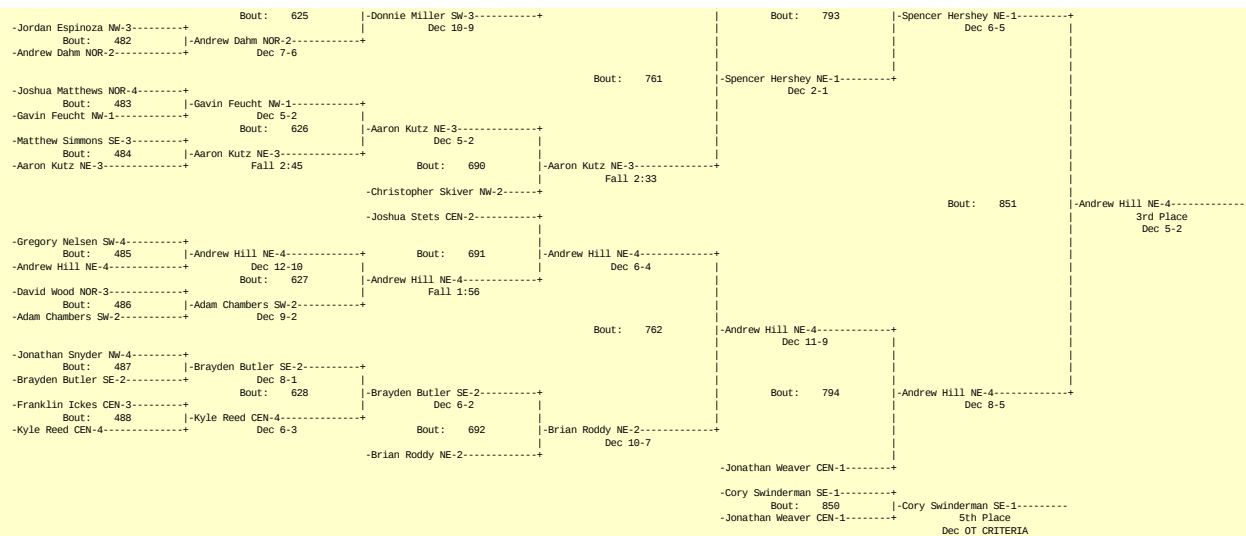 Bout: 625 |-Donnie Miller SW-3-----------+ | Bout: 793 |-Spencer Hershey NE-1---------+
-Jordan Espinoza NW-3---------+ | Dec 10-9 | | Dec 6-5 |
Bout: 482 |-Andrew Dahm NOR-2------------+ | | |
-Andrew Dahm NOR-2------------+ Dec 7-6 | | |
Bout: 761 |-Spencer Hershey NE-1---------+ |
-Joshua Matthews NOR-4--------+ | Dec 2-1 |
Bout: 483 |-Gavin Feucht NW-1------------+ | |
-Gavin Feucht NW-1------------+ Dec 5-2 | | |
Bout: 626 |-Aaron Kutz NE-3--------------+ | |
-Matthew Simmons SE-3---------+ | Dec 5-2 | | |
Bout: 484 |-Aaron Kutz NE-3--------------+ | | |
-Aaron Kutz NE-3--------------+ Fall 2:45 Bout: 690 |-Aaron Kutz NE-3--------------+ |
| Fall 2:33 |
-Christopher Skiver NW-2------+ |
Bout: 851 |-Andrew Hill NE-4-------------
-Joshua Stets CEN-2-----------+ | 3rd Place
| | Dec 5-2
-Gregory Nelsen SW-4----------+ | |
Bout: 485 |-Andrew Hill NE-4-------------+ Bout: 691 |-Andrew Hill NE-4-------------+ |
-Andrew Hill NE-4-------------+ Dec 12-10 | | Dec 6-4 | |
Bout: 627 |-Andrew Hill NE-4-------------+ | |
-David Wood NOR-3-------------+ | Fall 1:56 | |
Bout: 486 |-Adam Chambers SW-2-----------+ | |
-Adam Chambers SW-2-----------+ Dec 9-2 | |
Bout: 762 |-Andrew Hill NE-4-------------+ |
| Dec 11-9 | |
-Jonathan Snyder NW-4---------+ | | |
Bout: 487 |-Brayden Butler SE-2----------+ | | |
-Brayden Butler SE-2----------+ Dec 8-1 | | | |
Bout: 628 |-Brayden Butler SE-2----------+ | Bout: 794 |-Andrew Hill NE-4-------------+
-Franklin Ickes CEN-3---------+ | Dec 6-2 | | | Dec 8-5
Bout: 488 |-Kyle Reed CEN-4--------------+ | | |
-Kyle Reed CEN-4--------------+ Dec 6-3 Bout: 692 |-Brian Roddy NE-2-------------+ |
| Dec 10-7 |
-Brian Roddy NE-2-------------+ |
-Jonathan Weaver CEN-1--------+
-Cory Swinderman SE-1---------+
Bout: 850 |-Cory Swinderman SE-1---------
-Jonathan Weaver CEN-1--------+ 5th Place
Dec OT CRITERIA